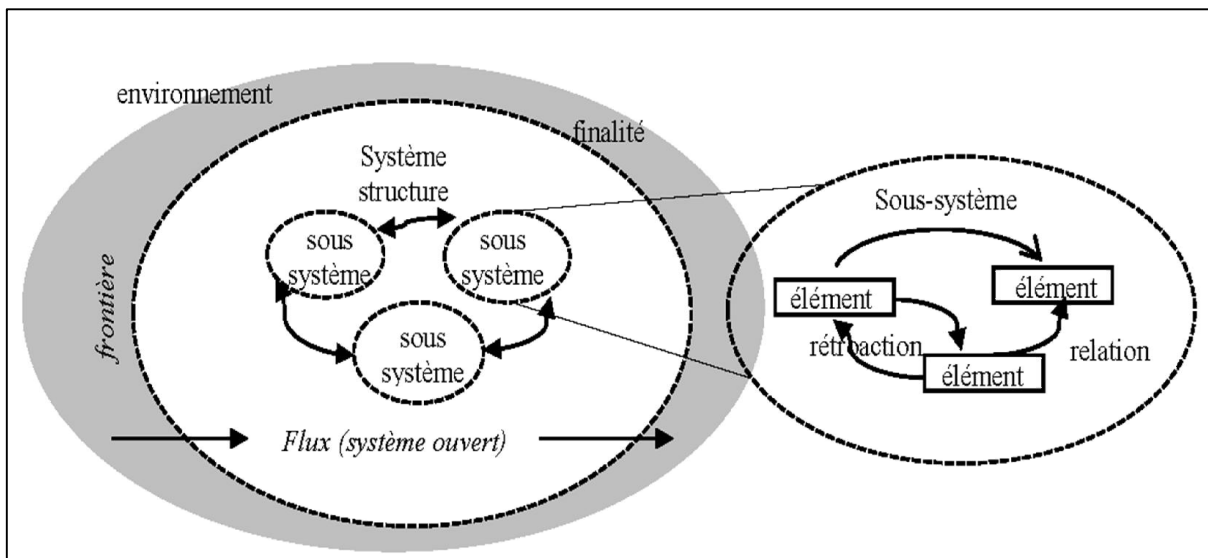 environnement
finalité
Système
structure
sous
système
sous
système
sous
système
frontière
Flux (système ouvert)
Sous-système
élément
élément
rétroaction
relation
élément